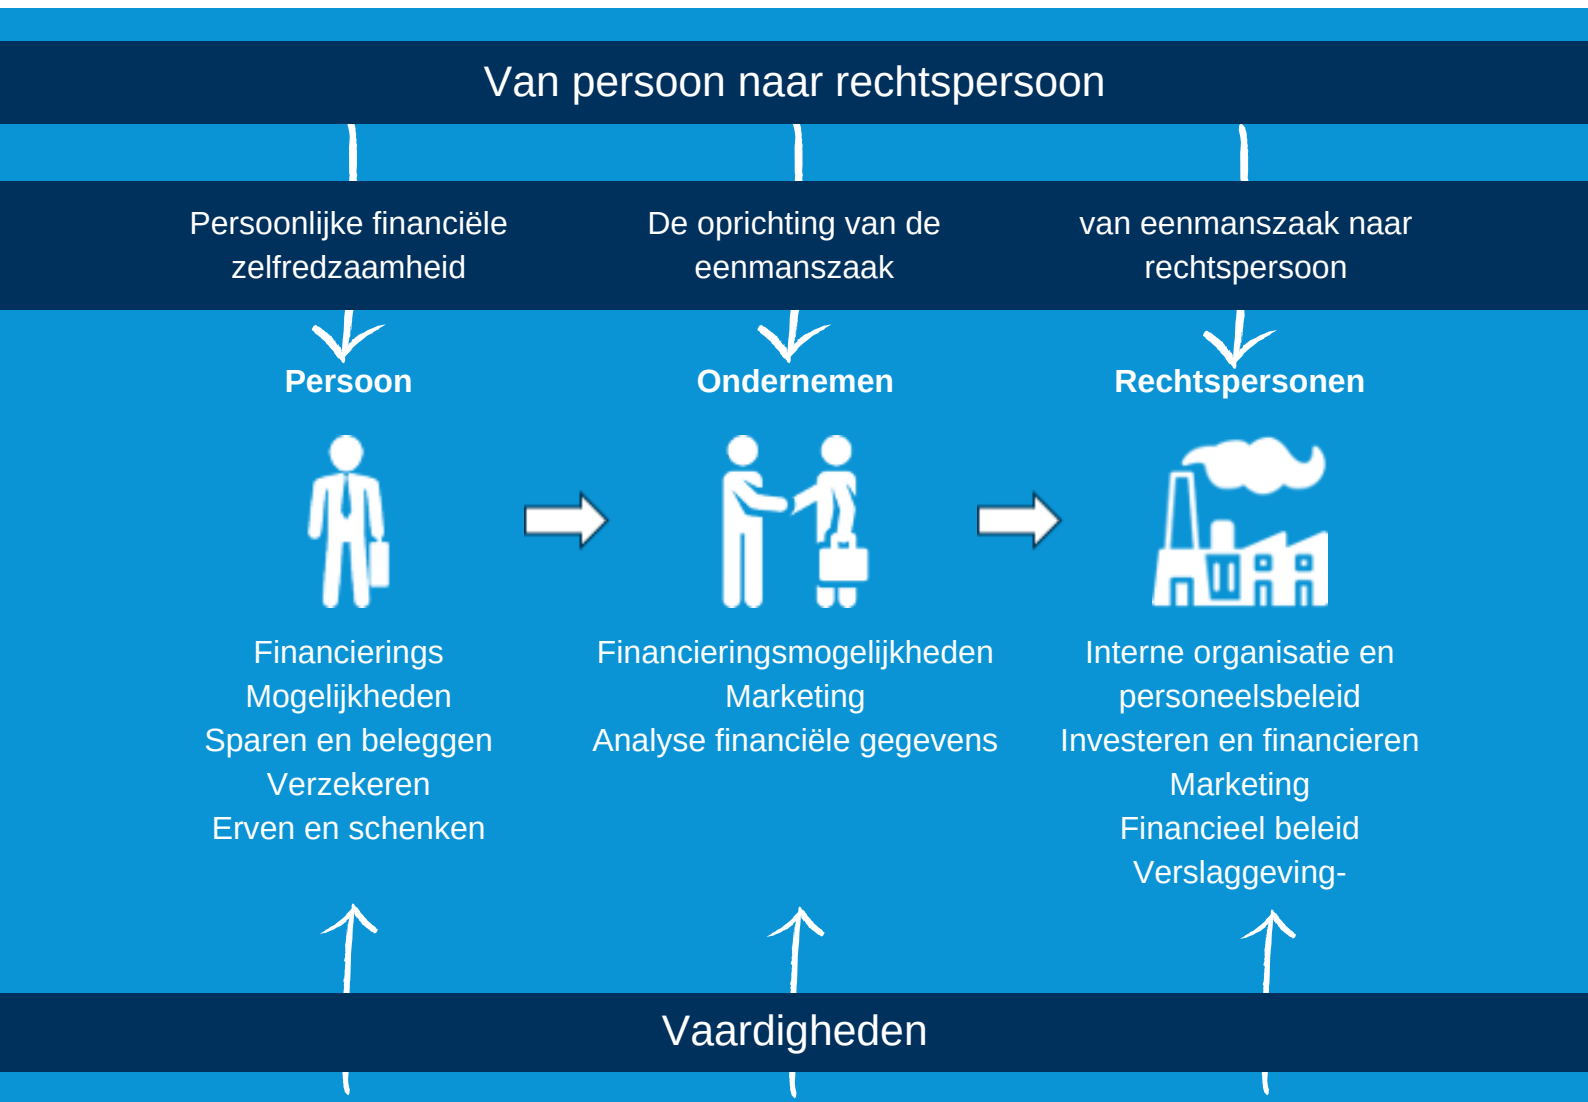 Van persoon naar rechtspersoon
Persoonlijke financiële
zelfredzaamheid
De oprichting van de
eenmanszaak
van eenmanszaak naar
rechtspersoon
Persoon
Ondernemen
Rechtspersonen
Financierings
Mogelijkheden
Sparen en beleggen
Verzekeren
Erven en schenken
Financieringsmogelijkheden
Marketing
Analyse financiële gegevens
Interne organisatie en
personeelsbeleid
Investeren en financieren
Marketing
Financieel beleid
Verslaggeving-
Vaardigheden